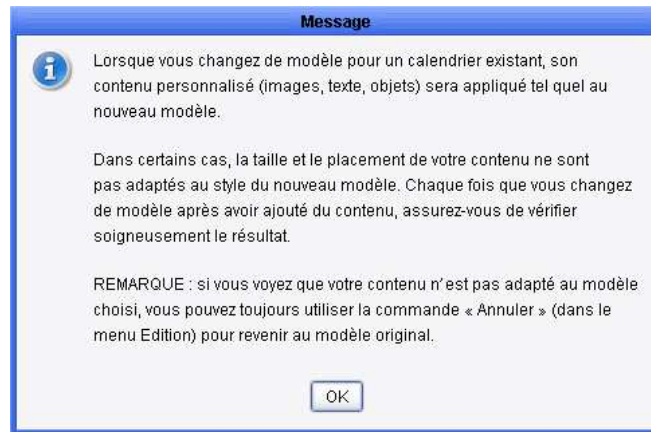 Message
Lorsque vous changez de modèle pour un calendrier existant, son
contenu personnalisé (images, texte, objets) sera appliqué tel quel au
nouveau modèle.
Dans certains cas, la taille et le placement de votre contenu ne sont
pas adaptés au style du nouveau modèle. Chaque fois que vous changez
de modèle après avoir ajouté du contenu, assurez-vous de vérifier
soigneusement le résultat.
REMARQUE : si vous voyez que votre contenu n'est pas adapté au modèle
choisi, vous pouvez toujours utiliser la commande « Annuler » (dans le
menu Edition) pour revenir au modèle original.
OK